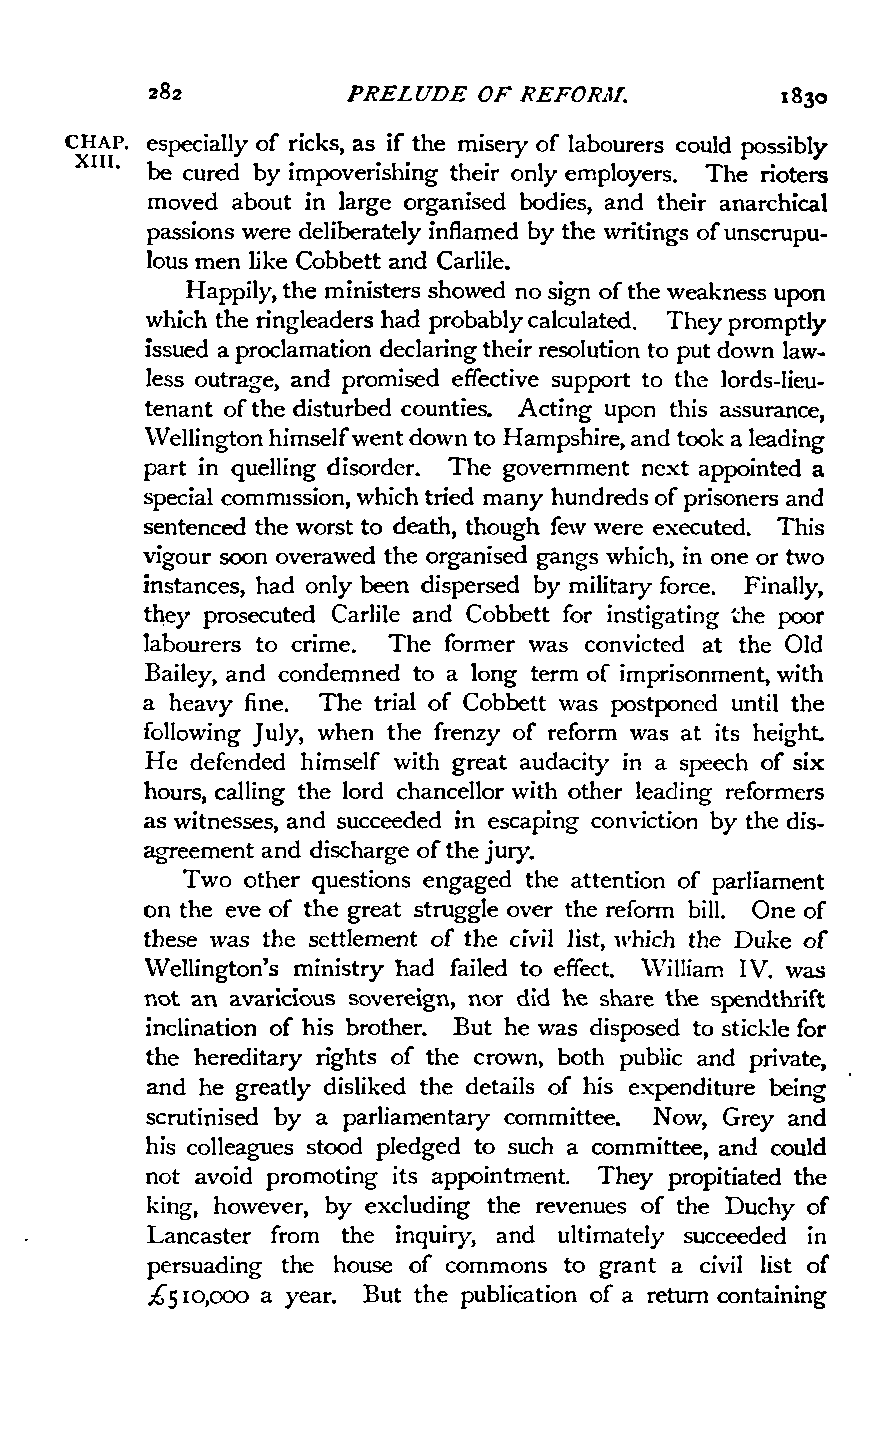 282 PRELUDE OF REFORM. 1830
CHAP. XIII.
especially of ricks, as if the misery of labourers could possibly
be cured by impoverishing their only employers. The rioters
moved about in large organised bodies, and their anarchical
passions were deliberately inflamed by the writings of unscrupu-
lous men like Cobbett and Carlile.
Happily, the ministers showed no sign of the weakness upon
which the ringleaders had probably calculated. They promptly
issued a proclamation declaring their resolution to put down law-
less outrage, and promised effective support to the lords-lieu-
tenant of the disturbed counties. Acting upon this assurance,
Wellington himself went down to Hampshire, and took a leading
part in quelling disorder. The government next appointed a
special commission, which tried many hundreds of prisoners and
sentenced the worst to death, though few were executed. This
vigour soon overawed the organised gangs which, in one or two
instances, had only been dispersed by military force. Finally,
they prosecuted Carlile and Cobbett for instigating the poor
labourers to crime. The former was convicted at the Old
Bailey, and condemned to a long term of imprisonment, with
a heavy fine. The trial of Cobbett was postponed until the
following July, when the frenzy of reform was at its height.
He defended himself with great audacity in a speech of six
hours, calling the lord chancellor with other leading reformers
as witnesses, and succeeded in escaping conviction by the dis-
agreement and discharge of the jury.
Two other questions engaged the attention of parliament
on the eve of the great struggle over the reform bill. One of
these was the settlement of the civil list, which the Duke of
Wellington's ministry had failed to effect. William IV. was
not an avaricious sovereign, nor did he share the spendthrift
inclination of his brother. But he was disposed to stickle for
the hereditary rights of the crown, both public and private,
and he greatly disliked the details of his expenditure being
scrutinised by a parliamentary committee. Now, Grey and
his colleagues stood pledged to such a committee, and could
not avoid promoting its appointment. They propitiated the
king, however, by excluding the revenues of the Duchy of
Lancaster from the inquiry, and ultimately succeeded in
persuading the house of commons to grant a civil list of
£510,000 a year. But the publication of a return containing